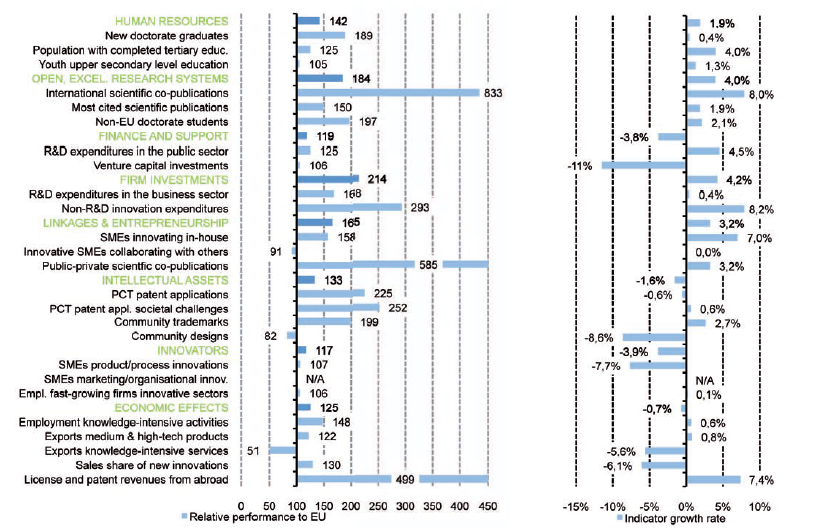 HUMAN RESOURCES 142 1,9%
New doctorate graduates 189 0,4%
Population with completed tertiary educ. 125 4,0%
Youth upper secondary level education 105 1,3%
OPEN, EXCEL. RESEARCH SYSTEMS 184 4,0%
International scientific co-publications 833 8,0%
Most cited scientific publications 150 1,9%
Non-EU doctorate students 197 2,1%
FINANCE AND SUPPORT 119 -3,8%
R&D expenditures in the public sector 125 4,5%
Venture capital investments 106 -11%
FIRM INVESTMENTS 214 4,2%
R&D expenditures in the business sector 168 0,4%
Non-R&D innovation expenditures 293 8,2%
LINKAGES & ENTREPRENEURSHIP 165 3,2%
SMEs innovating in-house 158 7,0%
Innovative SMEs collaborating with others 91 0,0%
Public-private scientific co-publications 585 3,2%
INTELLECTUAL ASSETS 133 -1,6%
PCT patent applications 225 -0,6%
PCT patent appl. societal challenges 252 0,6%
Community trademarks 199 2,7%
Community designs 82 -8,6%
INNOVATORS 117 -3,9%
SMEs product/process innovations 107 -7,7%
SMEs marketing/organisational innov. N/A N/A
Empl. fast-growing firms innovative sectors 106 0,1%
ECONOMIC EFFECTS 125 -0,7%
Employment knowledge-intensive activities 148 0,6%
Exports medium & high-tech products 122 0,8%
Exports knowledge-intensive services 51 -5,6%
Sales share of new innovations 130 -6,1%
License and patent revenues from abroad 499 7,4%
0 50 100 150 200 250 300 350 400 450 -15% -10% -5% 0% 5% 10%
Relative performance to EU Indicator growth rate